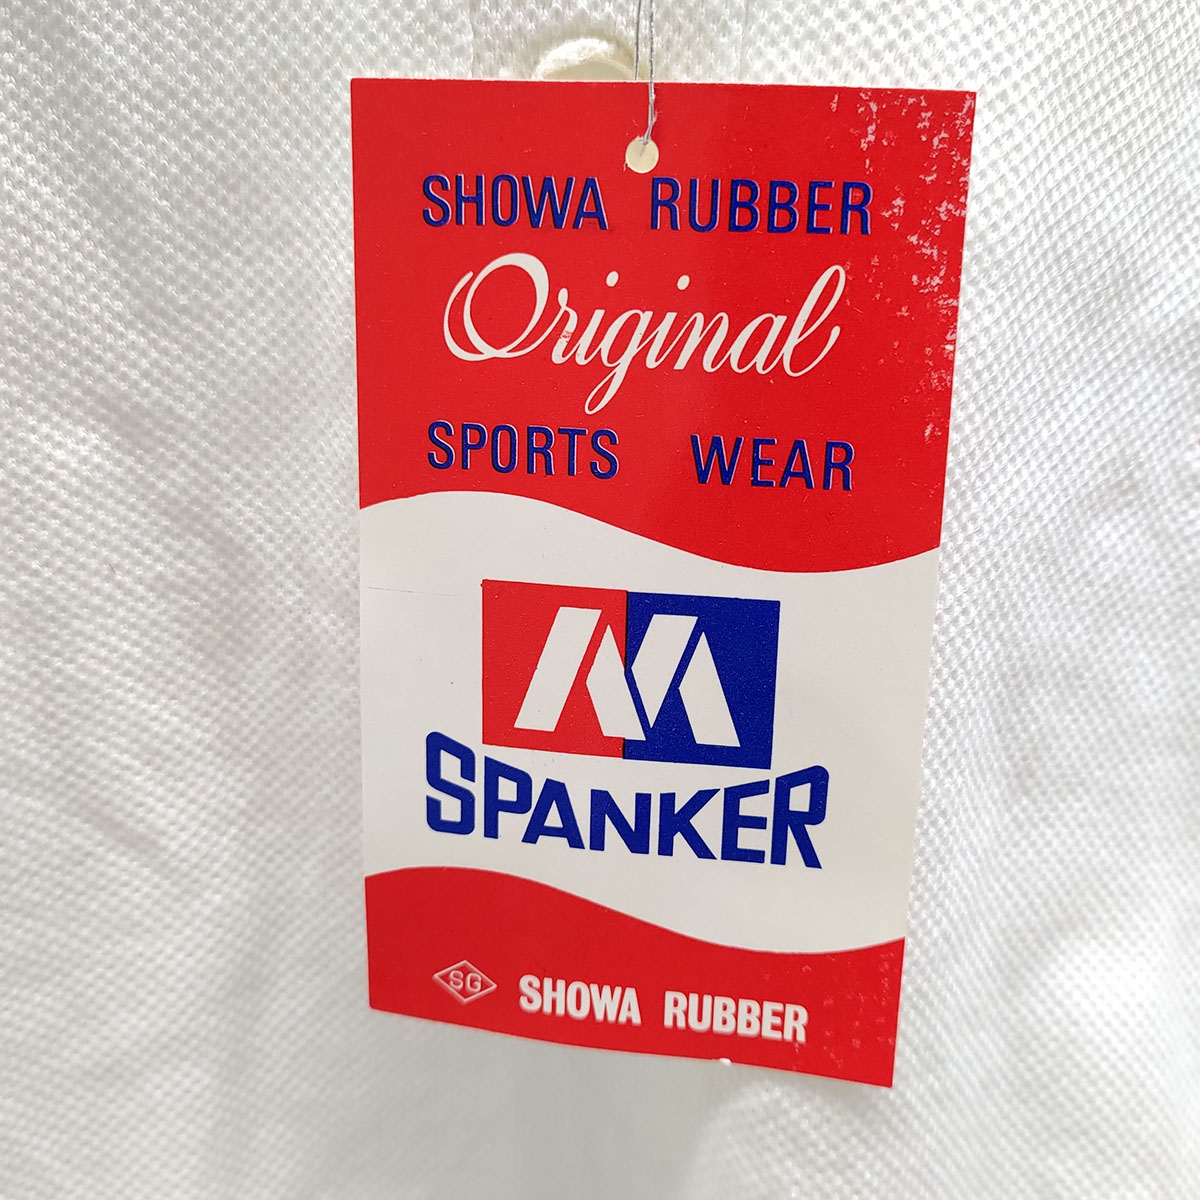 SHOWA RUBBER
Original
SPORTS WEAR
SPANKER
SG SHOWA RUBBER